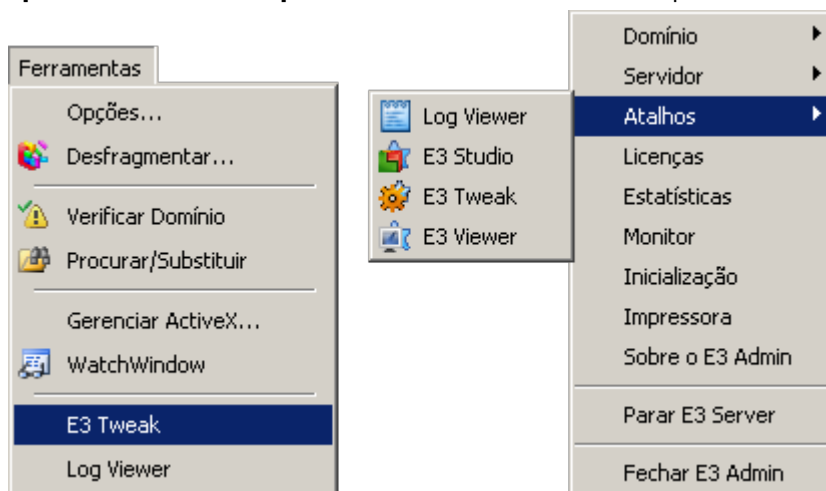 Ferramentas
Opções...
Desfragmentar...
Verificar Domínio
Procurar/Substituir
Gerenciar ActiveX...
WatchWindow
E3 Tweak
Log Viewer
Log Viewer
E3 Studio
E3 Tweak
E3 Viewer
Domínio
Servidor
Atalhos
Licenças
Estatísticas
Monitor
Inicialização
Impressora
Sobre o E3 Admin
Parar E3 Server
Fechar E3 Admin